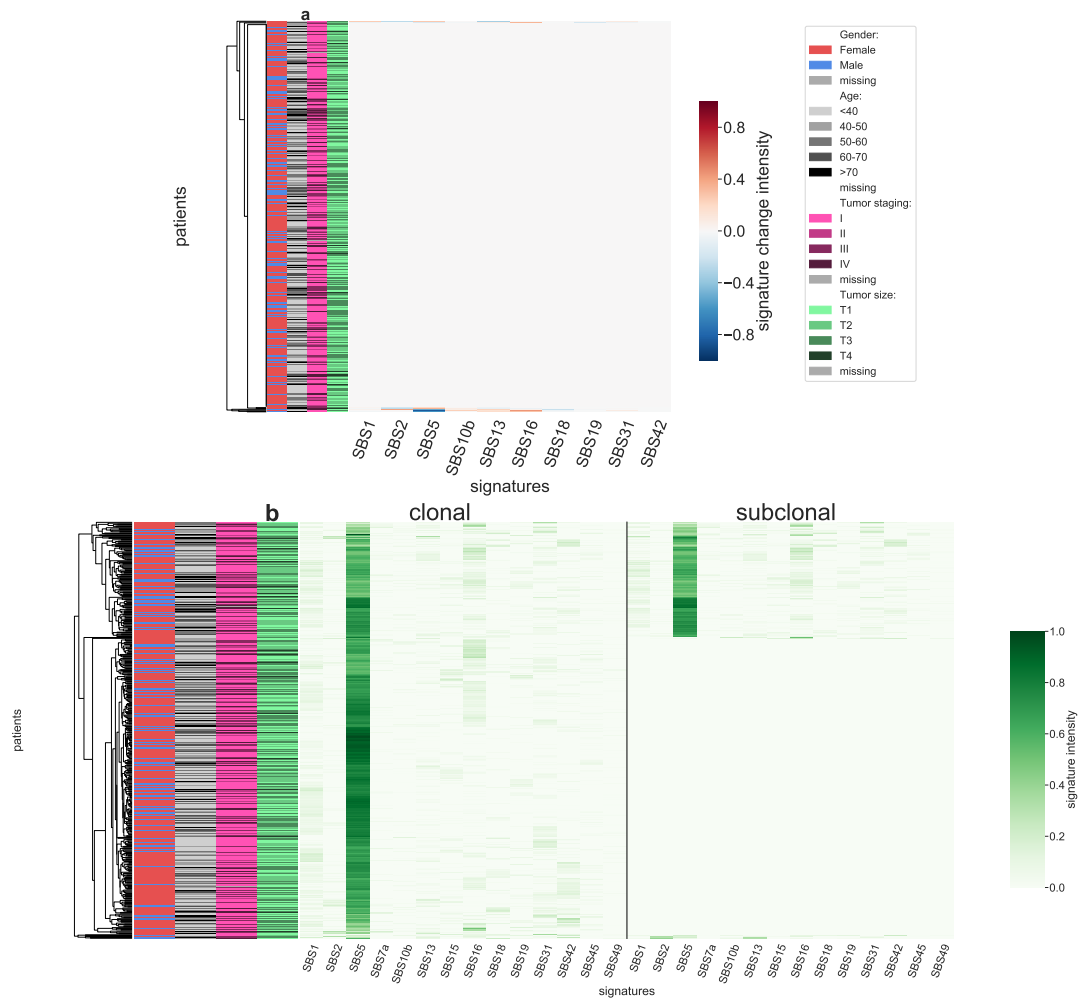 a
patients
SBS1
SBS2
SBS5
SBS10b
SBS13
SBS16
SBS18
SBS19
SBS31
SBS42
signatures
0.8
0.4
0.0
−0.4
−0.8
signature change intensity
Gender:
Female
Male
missing
Age:
<40
40-50
50-60
60-70
>70
missing
Tumor staging:
I
II
III
IV
missing
Tumor size:
T1
T2
T3
T4
missing
b
clonal
subclonal
patients
SBS1
SBS2
SBS5
SBS7a
SBS10b
SBS13
SBS15
SBS16
SBS18
SBS19
SBS31
SBS42
SBS45
SBS49
SBS1
SBS2
SBS5
SBS7a
SBS10b
SBS13
SBS15
SBS16
SBS18
SBS19
SBS31
SBS42
SBS45
SBS49
signatures
1.0
0.8
0.6
0.4
0.2
0.0
signature intensity